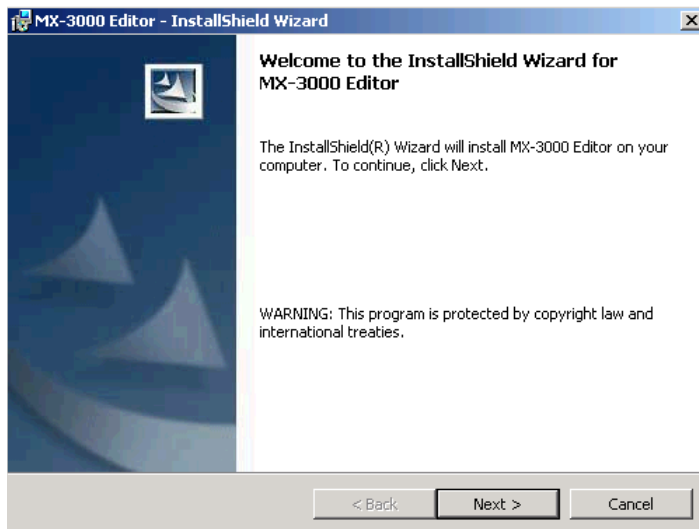 MX-3000 Editor - InstallShield Wizard
Welcome to the InstallShield Wizard for
MX-3000 Editor
The InstallShield(R) Wizard will install MX-3000 Editor on your
computer. To continue, click Next.
WARNING: This program is protected by copyright law and
international treaties.
< Back
Next >
Cancel